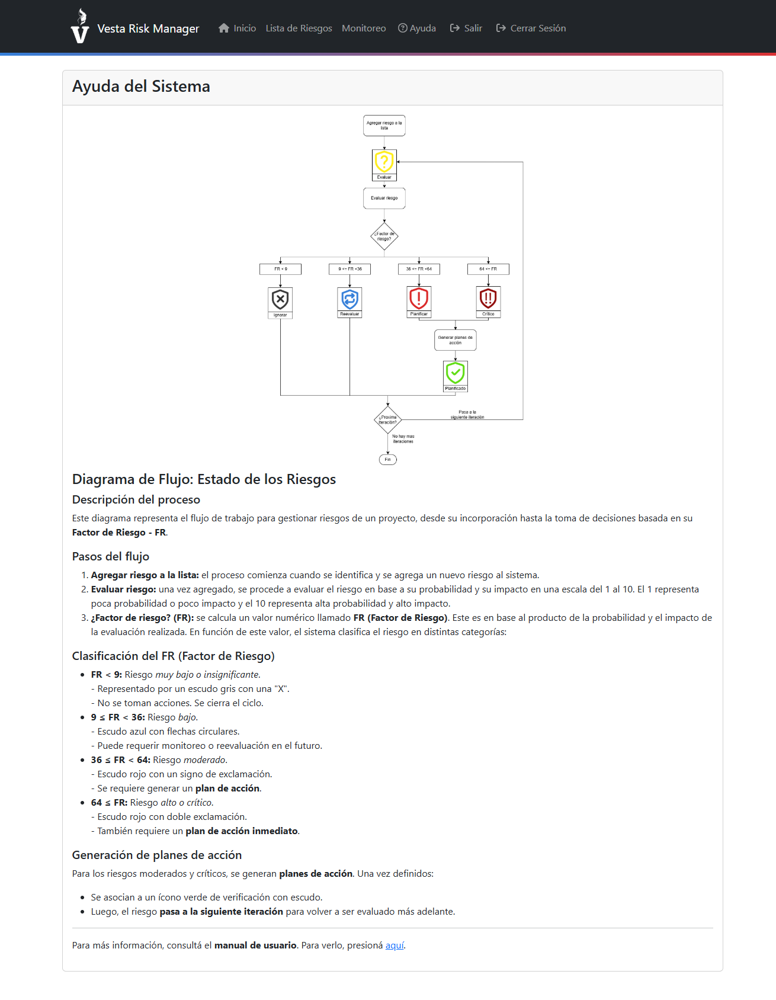 Vesta Risk Manager Inicio Lista de Riesgos Monitoreo Ayuda Salir Cerrar Sesión
Ayuda del Sistema
Agregar riesgo a la
lista
Evaluar
Evaluar riesgo
¿Factor de
riesgo?
FR < 9 9 <= FR <36 36 <= FR <64 64 <= FR
Ignorar Reevaluar Planificar Crítico
Generar planes de
acción
Planificado
¿Proxima
iteración?
Pasa a la
siguiente iteración
No hay mas
iteraciones
Fin
Diagrama de Flujo: Estado de los Riesgos
Descripción del proceso
Este diagrama representa el flujo de trabajo para gestionar riesgos de un proyecto, desde su incorporación hasta la toma de decisiones basada en su
Factor de Riesgo - FR.
Pasos del flujo
1. Agregar riesgo a la lista: el proceso comienza cuando se identifica y se agrega un nuevo riesgo al sistema.
2. Evaluar riesgo: una vez agregado, se procede a evaluar el riesgo en base a su probabilidad y su impacto en una escala del 1 al 10. El 1 representa
poca probabilidad o poco impacto y el 10 representa alta probabilidad y alto impacto.
3. ¿Factor de riesgo? (FR): se calcula un valor numérico llamado FR (Factor de Riesgo). Este es en base al producto de la probabilidad y el impacto de
la evaluación realizada. En función de este valor, el sistema clasifica el riesgo en distintas categorías:
Clasificación del FR (Factor de Riesgo)
• FR < 9: Riesgo muy bajo o insignificante.
- Representado por un escudo gris con una "X".
- No se toman acciones. Se cierra el ciclo.
• 9 ≤ FR < 36: Riesgo bajo.
- Escudo azul con flechas circulares.
- Puede requerir monitoreo o reevaluación en el futuro.
• 36 ≤ FR < 64: Riesgo moderado.
- Escudo rojo con un signo de exclamación.
- Se requiere generar un plan de acción.
• 64 ≤ FR: Riesgo alto o crítico.
- Escudo rojo con doble exclamación.
- También requiere un plan de acción inmediato.
Generación de planes de acción
Para los riesgos moderados y críticos, se generan planes de acción. Una vez definidos:
• Se asocian a un ícono verde de verificación con escudo.
• Luego, el riesgo pasa a la siguiente iteración para volver a ser evaluado más adelante.
Para más información, consultá el manual de usuario. Para verlo, presioná aquí.